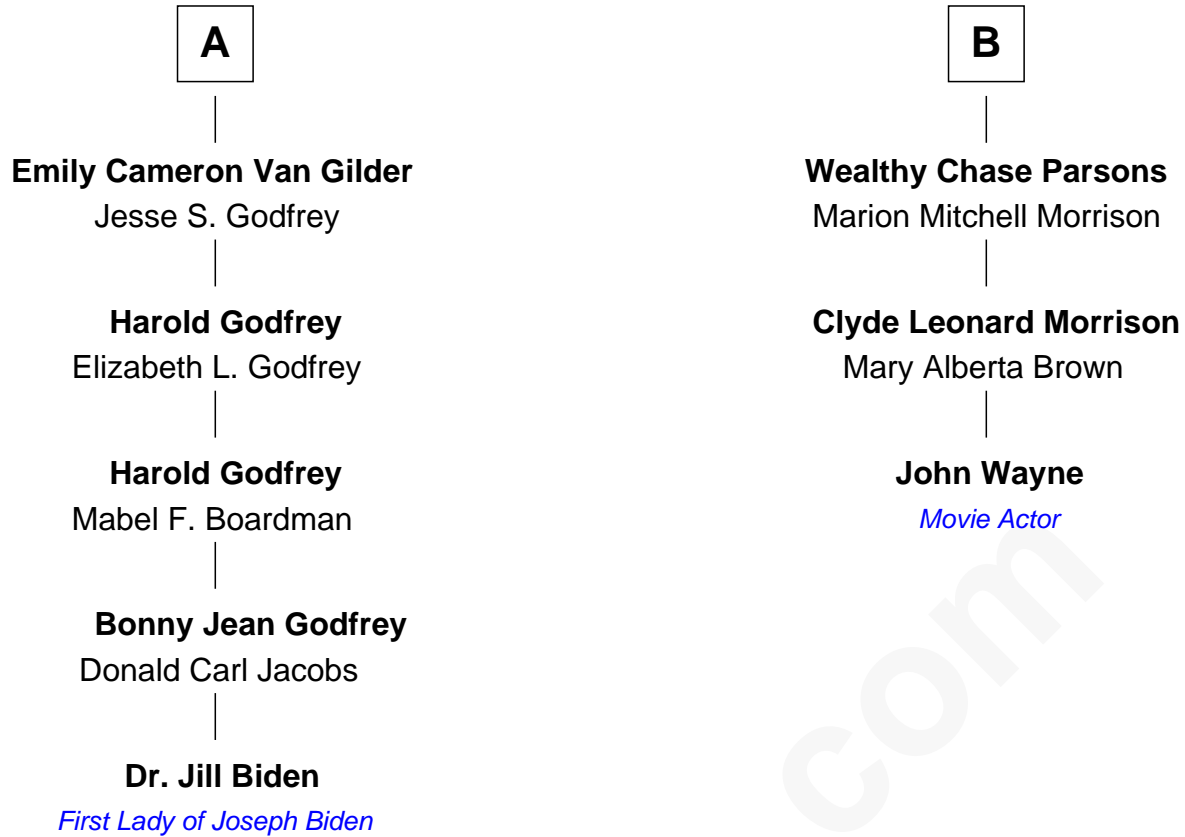 A
Emily Cameron Van Gilder
Jesse S. Godfrey
Harold Godfrey
Elizabeth L. Godfrey
Harold Godfrey
Mabel F. Boardman
Bonny Jean Godfrey
Donald Carl Jacobs
Dr. Jill Biden
First Lady of Joseph Biden
B
Wealthy Chase Parsons
Marion Mitchell Morrison
Clyde Leonard Morrison
Mary Alberta Brown
John Wayne
Movie Actor
com